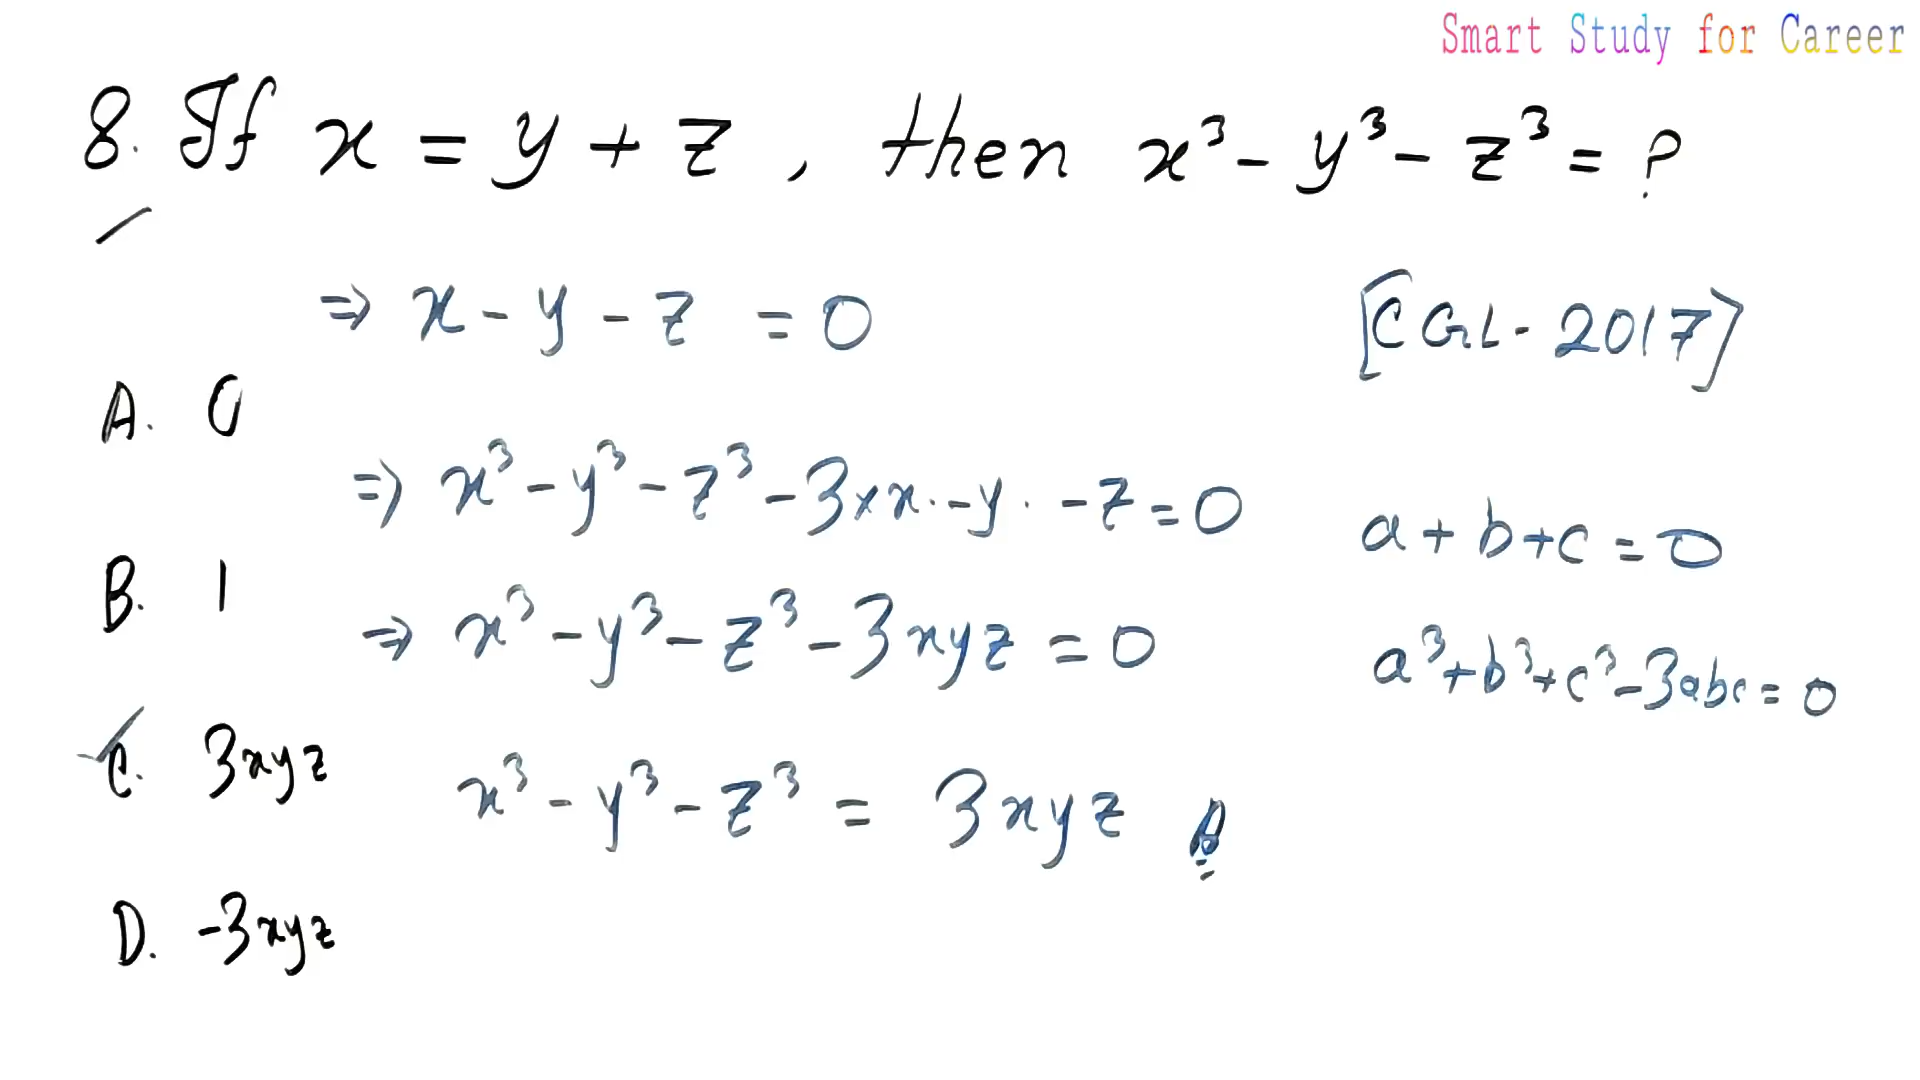 Smart Study for Career
8. If x = y + z , then x³ - y³ - z³ = ?
⇒ x - y - z = 0
[CGL - 2017]
A. 0
⇒ x³ - y³ - z³ - 3 × x · -y · -z = 0
a + b + c = 0
B. 1
⇒ x³ - y³ - z³ - 3xyz = 0
a³ + b³ + c³ - 3abc = 0
C. 3xyz
x³ - y³ - z³ = 3xyz
D. -3xyz